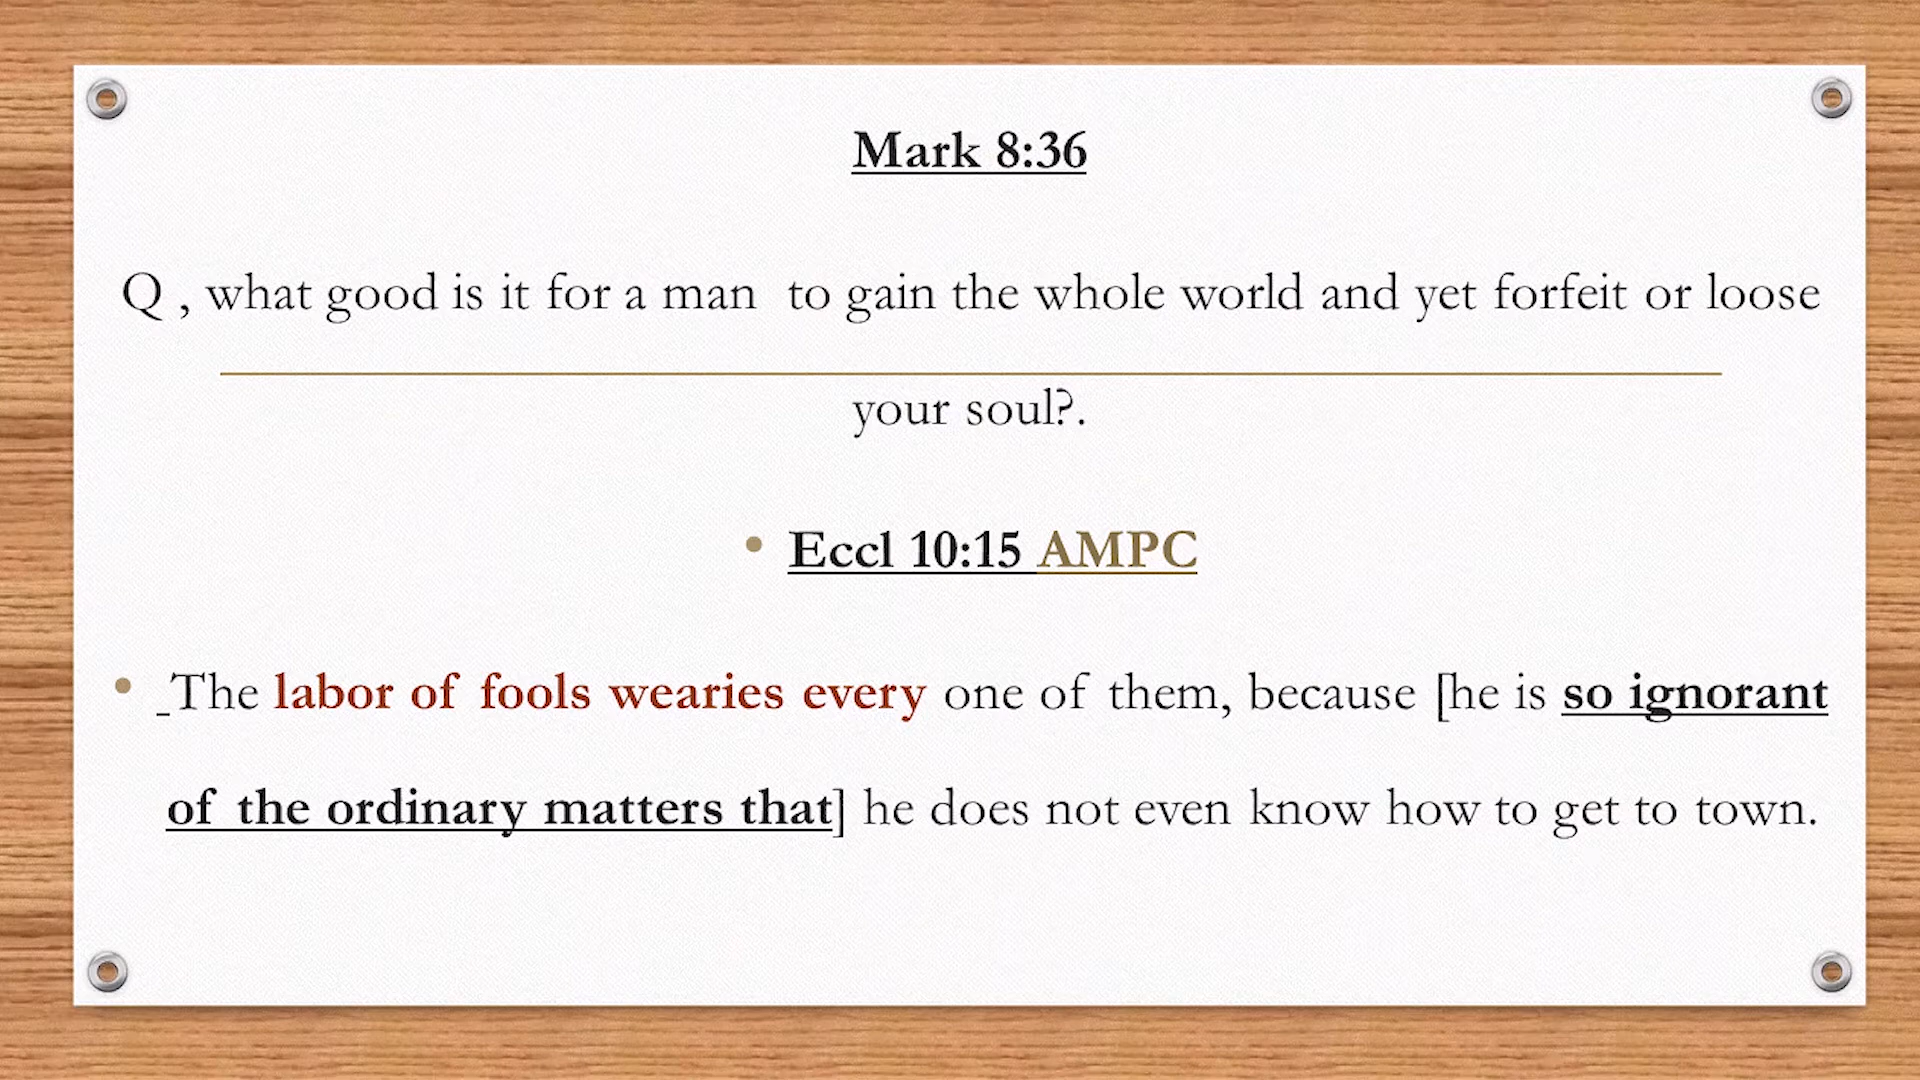 Mark 8:36
Q , what good is it for a man to gain the whole world and yet forfeit or loose
your soul?.
• Eccl 10:15 AMPC
• The labor of fools wearies every one of them, because [he is so ignorant
of the ordinary matters that] he does not even know how to get to town.